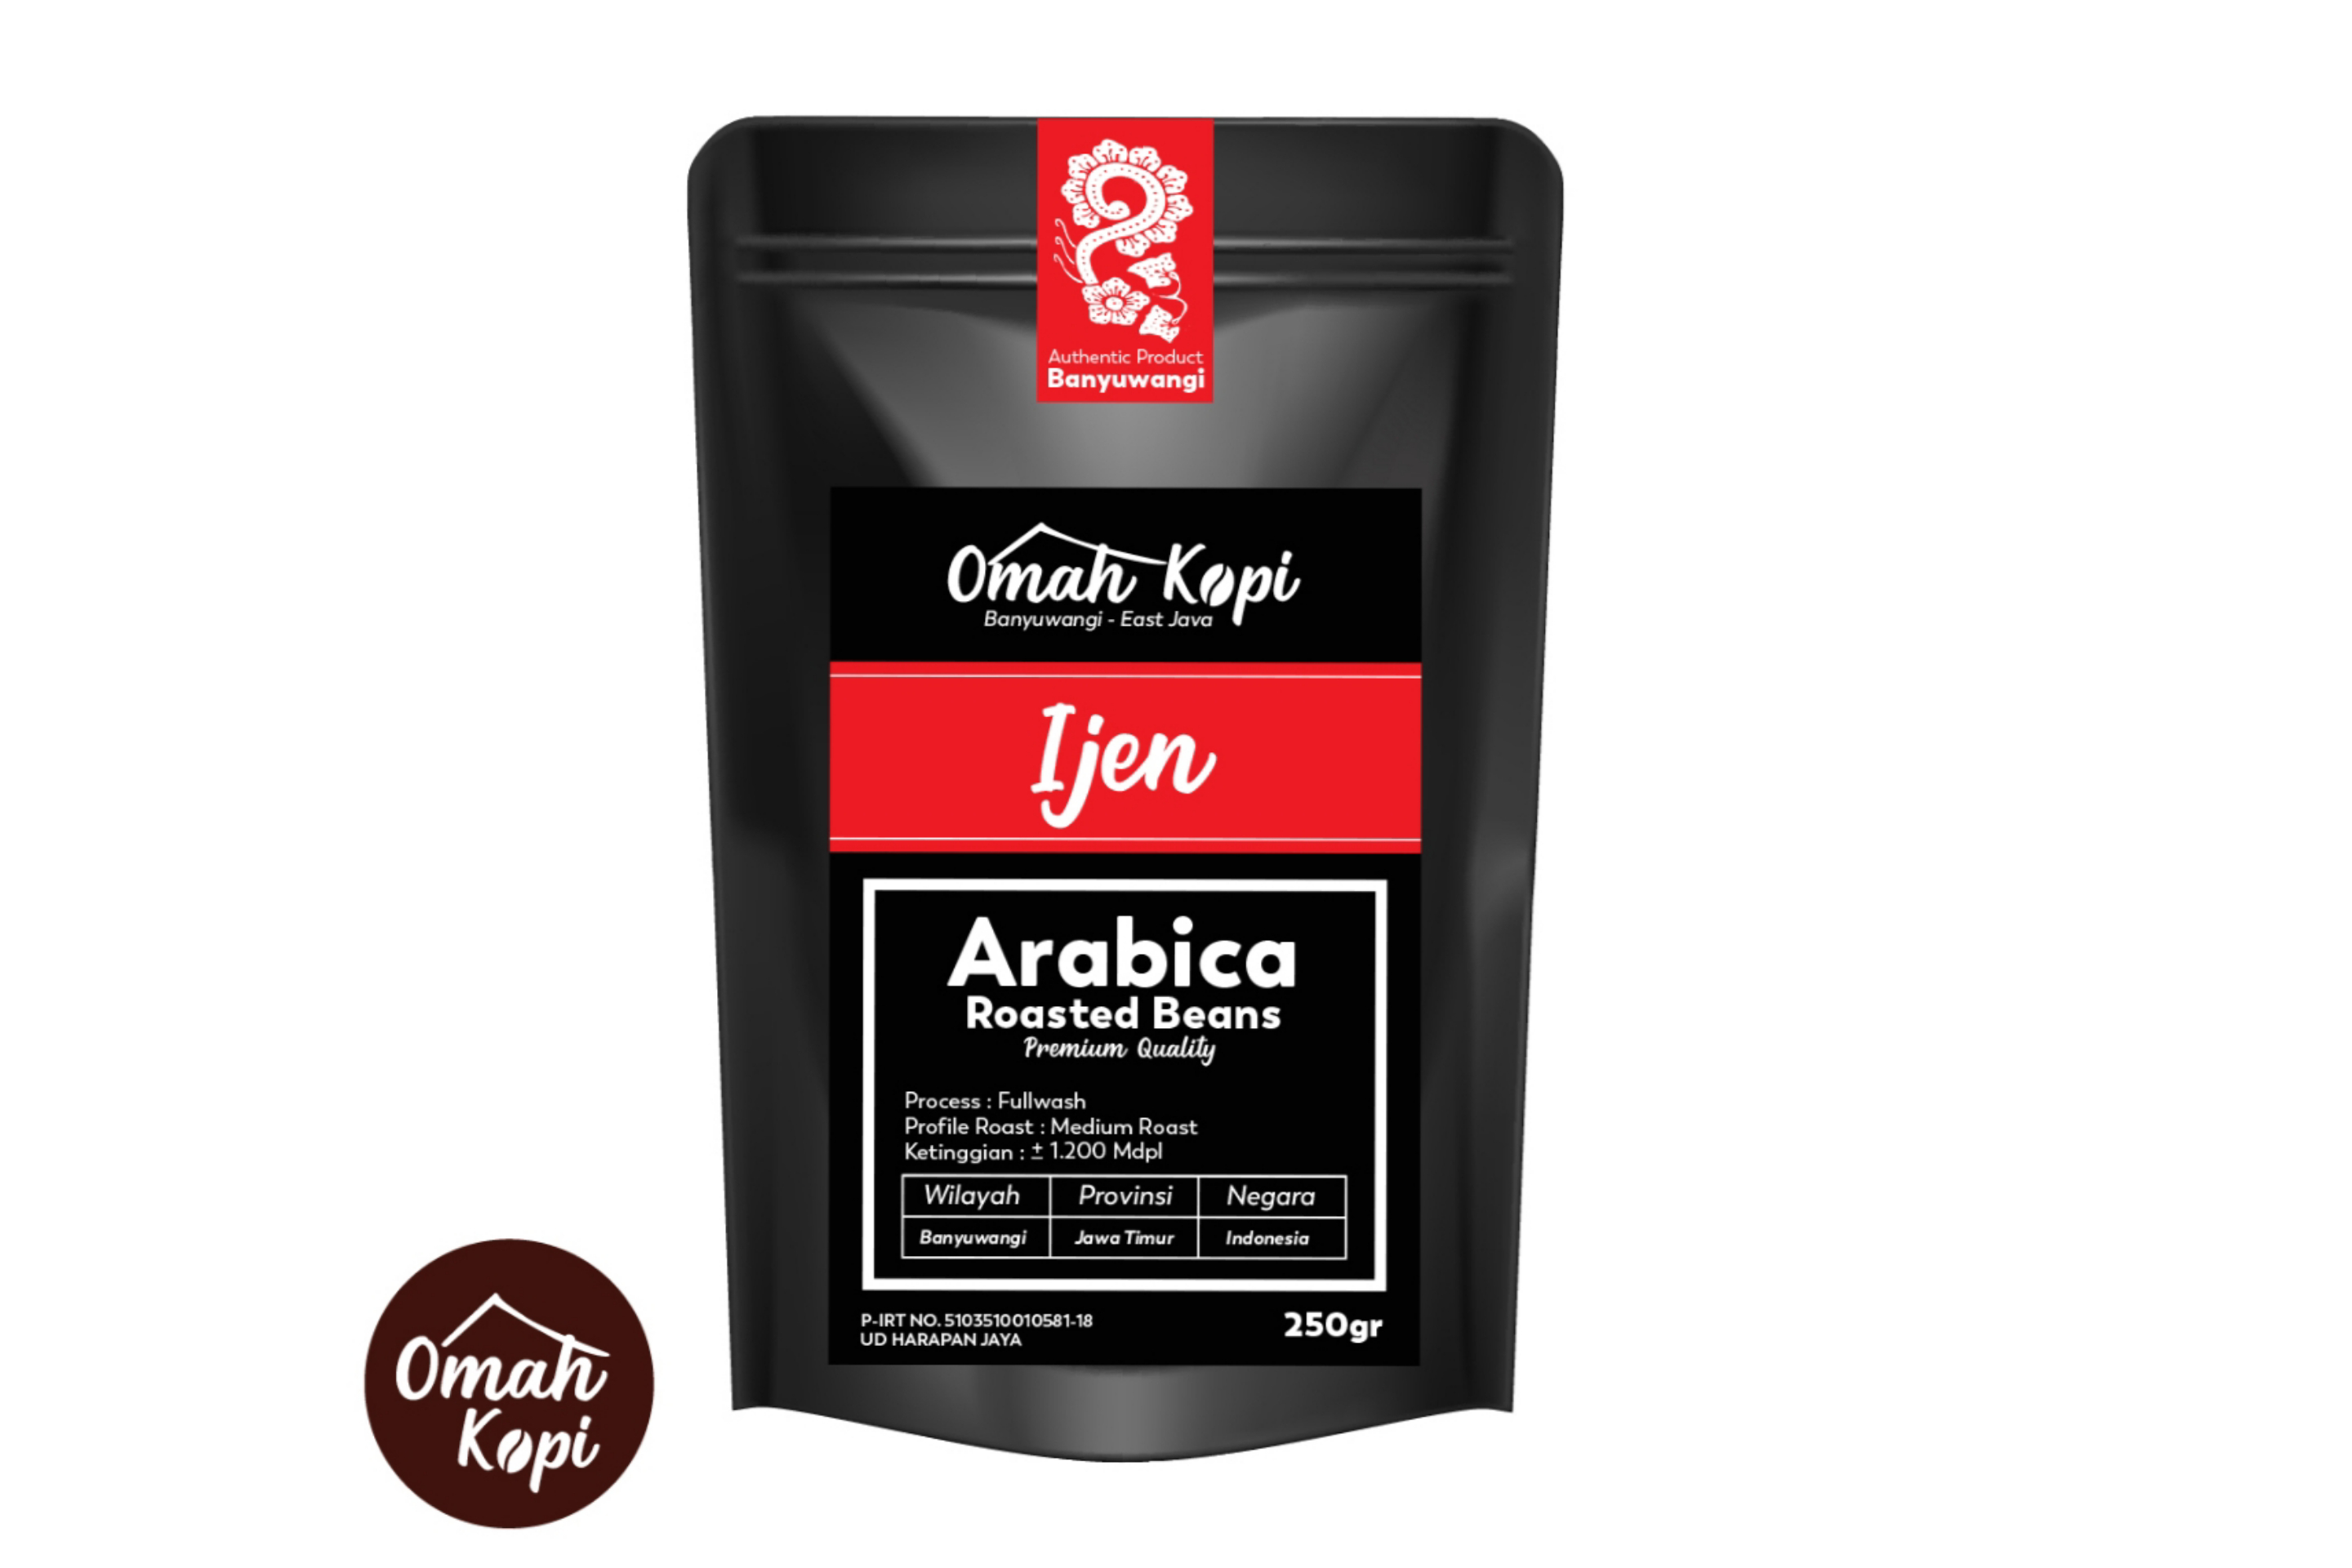 Authentic Product
Banyuwangi
Omah Kopi
Banyuwangi - East Java
Ijen
Arabica
Roasted Beans
Premium Quality
Process : Fullwash
Profile Roast : Medium Roast
Ketinggian : ± 1.200 Mdpl
Wilayah Provinsi Negara
Banyuwangi Jawa Timur Indonesia
P-IRT NO. 5103510010581-18
UD HARAPAN JAYA
250gr
Omah
Kopi